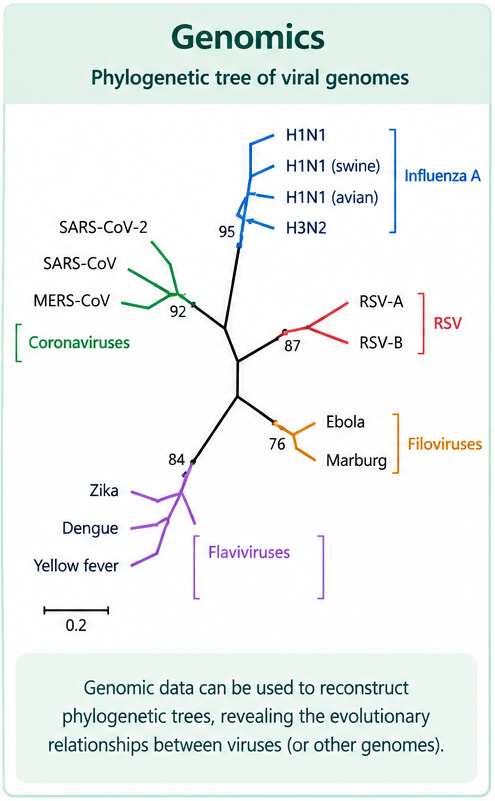 Genomics
Phylogenetic tree of viral genomes
H1N1
H1N1 (swine)
Influenza A
H1N1 (avian)
H3N2
95
SARS-CoV-2
SARS-CoV
MERS-CoV
92
Coronaviruses
RSV-A
RSV
RSV-B
87
Ebola
Filoviruses
76
Marburg
84
Zika
Dengue
Flaviviruses
Yellow fever
0.2
Genomic data can be used to reconstruct
phylogenetic trees, revealing the evolutionary
relationships between viruses (or other genomes).